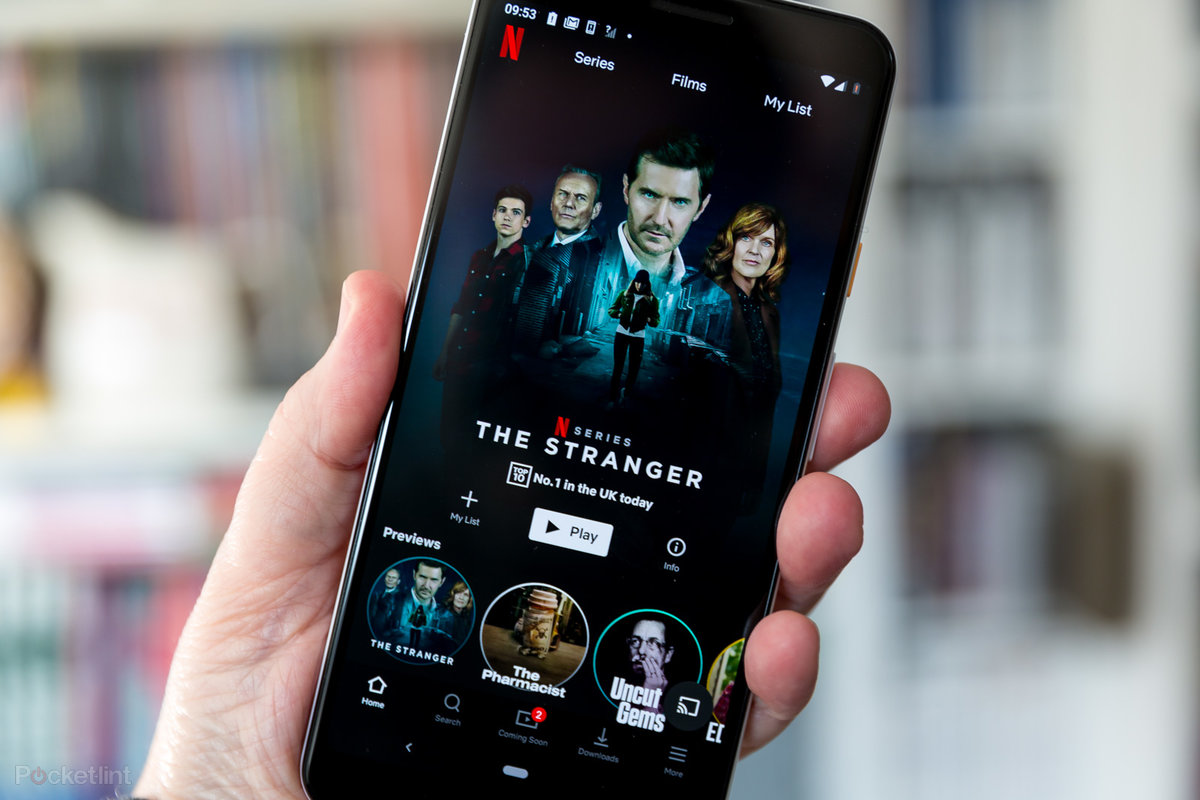 09:53
N
Series
Films
My List
N SERIES
THE STRANGER
TOP 10 No.1 in the UK today
My List
Play
Info
Previews
THE STRANGER
The Pharmacist
Uncut Gems
Home
Search
2
Coming Soon
Downloads
More
Pocketlint